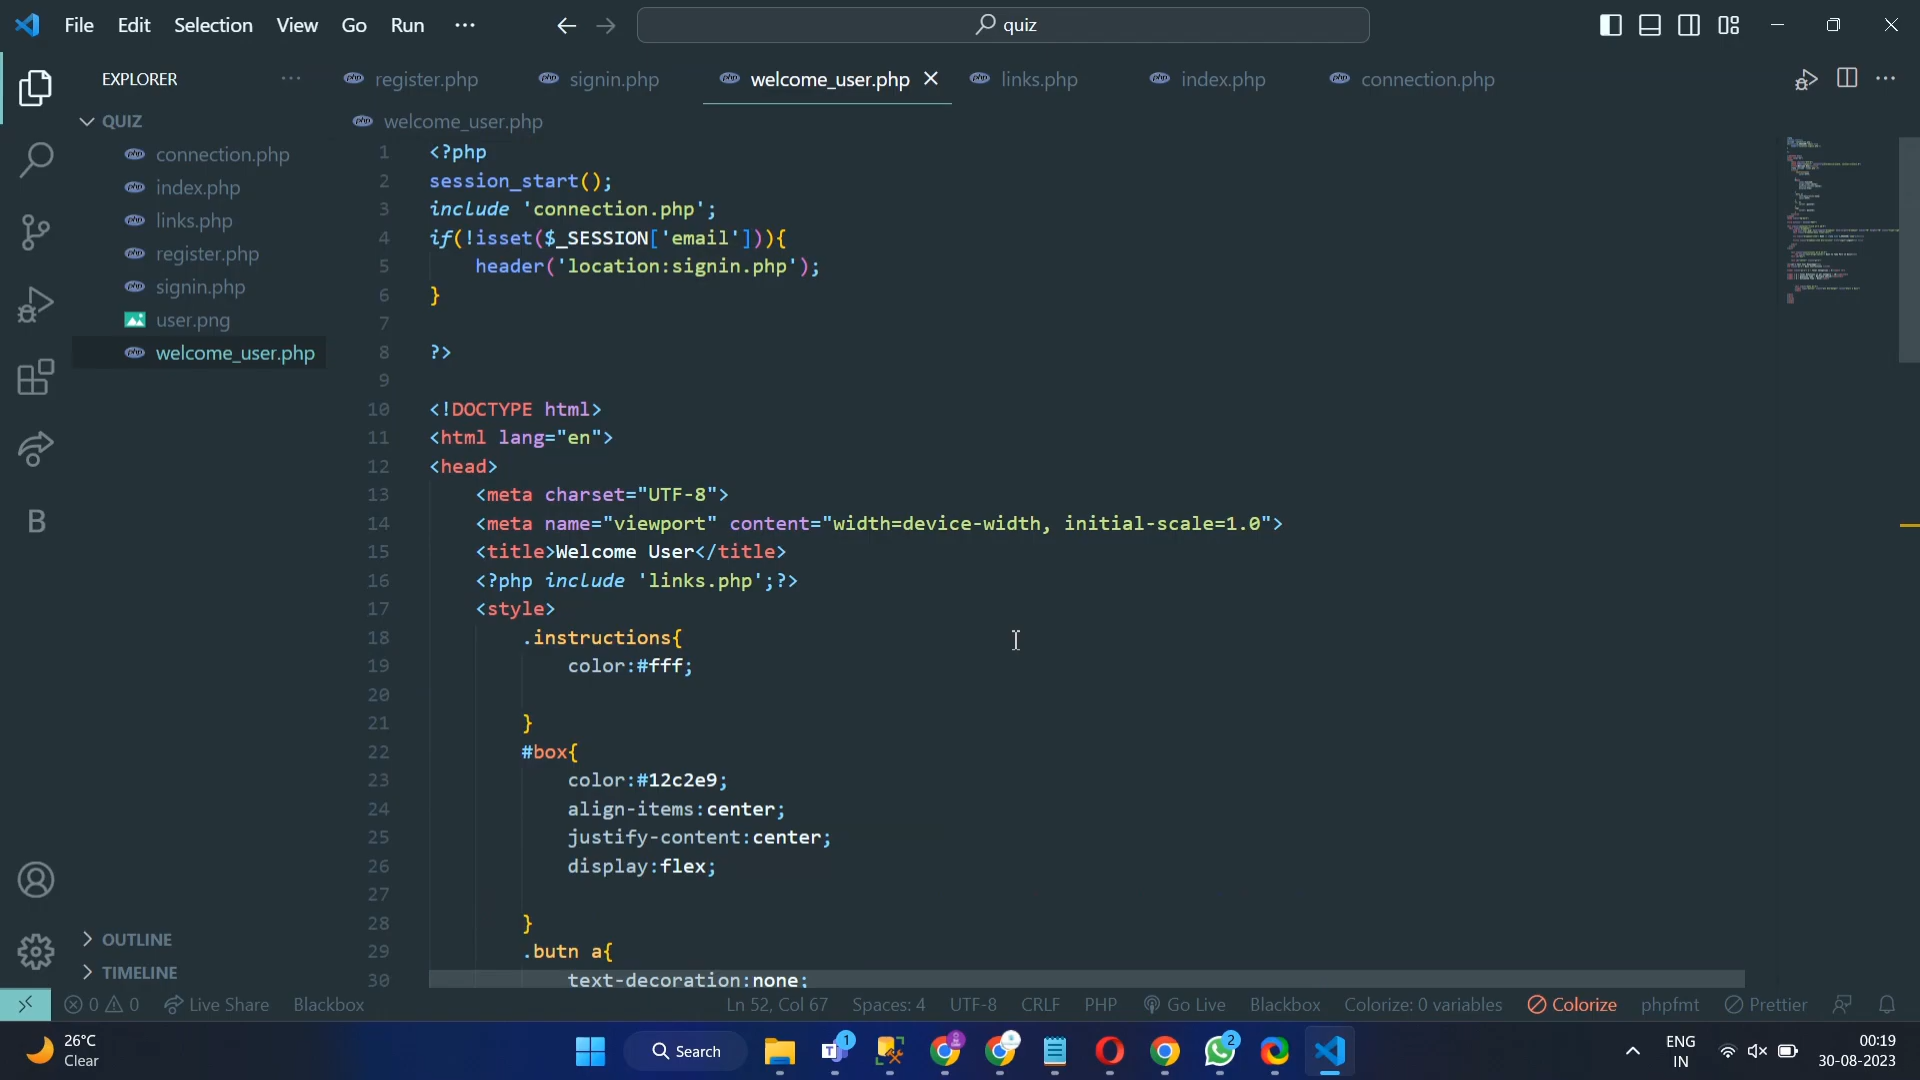 File Edit Selection View Go Run ···
quiz
EXPLORER ···
register.php signin.php welcome_user.php links.php index.php connection.php
QUIZ
connection.php
index.php
links.php
register.php
signin.php
user.png
welcome_user.php
OUTLINE
TIMELINE
welcome_user.php
1 <?php
2 session_start();
3 include 'connection.php';
4 if(!isset($_SESSION['email'])){
5 header('location:signin.php');
6 }
7
8 ?>
9
10 <!DOCTYPE html>
11 <html lang="en">
12 <head>
13 <meta charset="UTF-8">
14 <meta name="viewport" content="width=device-width, initial-scale=1.0">
15 <title>Welcome User</title>
16 <?php include 'links.php';?>
17 <style>
18 .instructions{
19 color:#fff;
20
21 }
22 #box{
23 color:#12c2e9;
24 align-items:center;
25 justify-content:center;
26 display:flex;
27
28 }
29 .butn a{
30 text-decoration:none;
0 0 Live Share Blackbox Ln 52, Col 67 Spaces: 4 UTF-8 CRLF PHP Go Live Blackbox Colorize: 0 variables Colorize phpfmt Prettier
26°C
Clear
Search
1
2
ENG
IN
00:19
30-08-2023